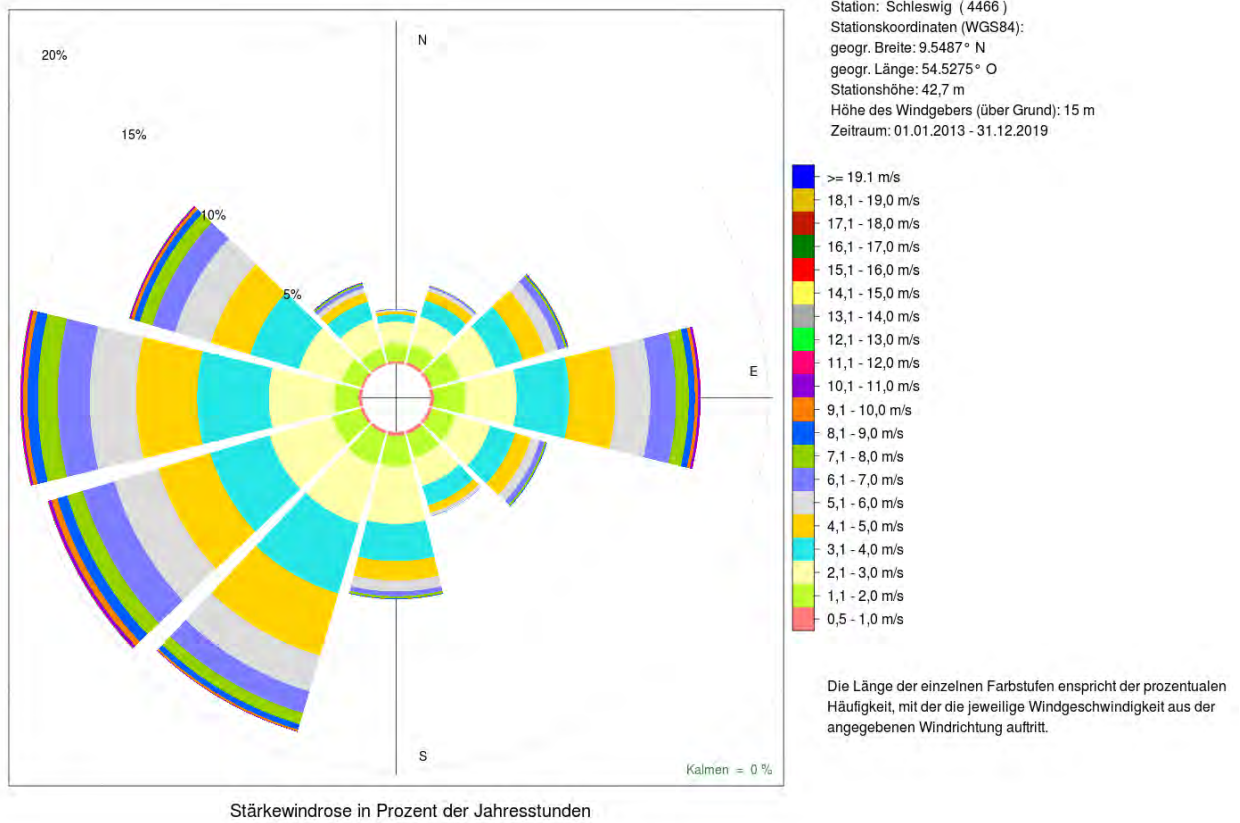 Station: Schleswig ( 4466 )
Stationskoordinaten (WGS84):
geogr. Breite: 9.5487° N
geogr. Länge: 54.5275° O
Stationshöhe: 42,7 m
Höhe des Windgebers (über Grund): 15 m
Zeitraum: 01.01.2013 - 31.12.2019
N
20%
15%
10%
5%
E
S
Kalmen = 0 %
>= 19.1 m/s
18,1 - 19,0 m/s
17,1 - 18,0 m/s
16,1 - 17,0 m/s
15,1 - 16,0 m/s
14,1 - 15,0 m/s
13,1 - 14,0 m/s
12,1 - 13,0 m/s
11,1 - 12,0 m/s
10,1 - 11,0 m/s
9,1 - 10,0 m/s
8,1 - 9,0 m/s
7,1 - 8,0 m/s
6,1 - 7,0 m/s
5,1 - 6,0 m/s
4,1 - 5,0 m/s
3,1 - 4,0 m/s
2,1 - 3,0 m/s
1,1 - 2,0 m/s
0,5 - 1,0 m/s
Die Länge der einzelnen Farbstufen enspricht der prozentualen
Häufigkeit, mit der die jeweilige Windgeschwindigkeit aus der
angegebenen Windrichtung auftritt.
Stärkewindrose in Prozent der Jahresstunden